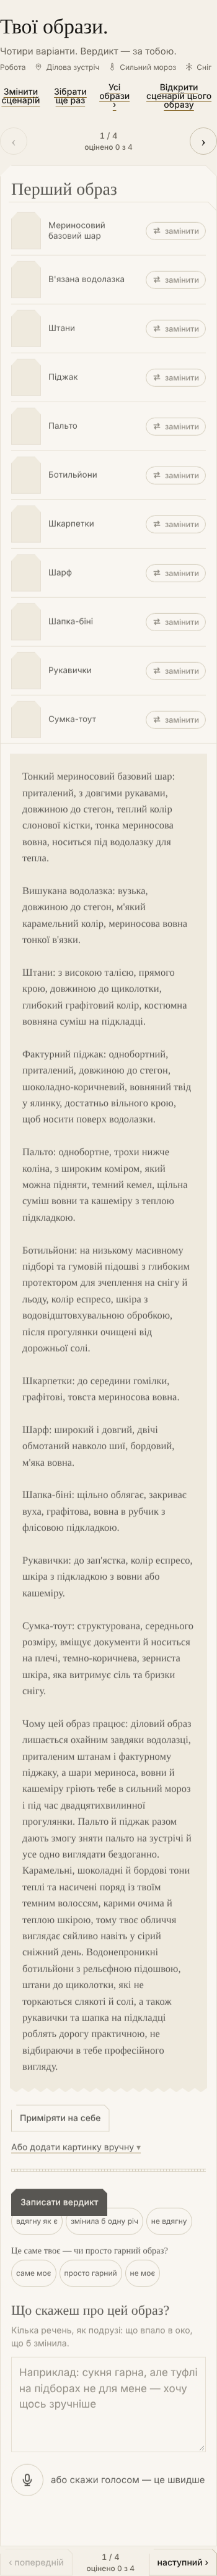 Твої образи.
Чотири варіанти. Вердикт — за тобою.
Робота Ділова зустріч Сильний мороз Сніг
Змінити сценарій
Зібрати ще раз
Усі образи ›
Відкрити сценарій цього образу
‹
1 / 4
оцінено 0 з 4
›
Перший образ
Мериносовий
базовий шар
⇄ замінити
В'язана водолазка
⇄ замінити
Штани
⇄ замінити
Піджак
⇄ замінити
Пальто
⇄ замінити
Ботильйони
⇄ замінити
Шкарпетки
⇄ замінити
Шарф
⇄ замінити
Шапка-біні
⇄ замінити
Рукавички
⇄ замінити
Сумка-тоут
⇄ замінити
Тонкий мериносовий базовий шар:
приталений, з довгими рукавами,
довжиною до стегон, теплий колір
слонової кістки, тонка мериносова
вовна, носиться під водолазку для
тепла.
Вишукана водолазка: вузька,
довжиною до стегон, м'який
карамельний колір, мериносова вовна
тонкої в'язки.
Штани: з високою талією, прямого
крою, довжиною до щиколотки,
глибокий графітовий колір, костюмна
вовняна суміш на підкладці.
Фактурний піджак: однобортний,
приталений, довжиною до стегон,
шоколадно-коричневий, вовняний твід
у ялинку, достатньо вільного крою,
щоб носити поверх водолазки.
Пальто: однобортне, трохи нижче
коліна, з широким коміром, який
можна підняти, темний кемел, щільна
суміш вовни та кашеміру з теплою
підкладкою.
Ботильйони: на низькому масивному
підборі та гумовій підошві з глибоким
протектором для зчеплення на снігу й
льоду, колір еспресо, шкіра з
водовідштовхувальною обробкою,
після прогулянки очищені від
дорожньої солі.
Шкарпетки: до середини гомілки,
графітові, товста мериносова вовна.
Шарф: широкий і довгий, двічі
обмотаний навколо шиї, бордовий,
м'яка вовна.
Шапка-біні: щільно облягає, закриває
вуха, графітова, вовна в рубчик з
флісовою підкладкою.
Рукавички: до зап'ястка, колір еспресо,
шкіра з підкладкою з вовни або
кашеміру.
Сумка-тоут: структурована, середнього
розміру, вміщує документи й носиться
на плечі, темно-коричнева, зерниста
шкіра, яка витримує сіль та бризки
снігу.
Чому цей образ працює: діловий образ
лишається охайним завдяки водолазці,
приталеним штанам і фактурному
піджаку, а шари мериноса, вовни й
кашеміру гріють тебе в сильний мороз
і під час двадцятихвилинної
прогулянки. Пальто й піджак разом
дають змогу зняти пальто на зустрічі й
усе одно виглядати бездоганно.
Карамельні, шоколадні й бордові тони
теплі та насичені поряд із твоїм
темним волоссям, карими очима й
теплою шкірою, тому твоє обличчя
виглядає сяйливо навіть у сірий
сніжний день. Водонепроникні
ботильйони з рельєфною підошвою,
штани до щиколотки, які не
торкаються слякоті й солі, а також
рукавички та шапка на підкладці
роблять дорогу практичною, не
відбираючи в тебе професійного
вигляду.
Приміряти на себе
Або додати картинку вручну ▾
Записати вердикт
вдягну як є
змінила б одну річ
не вдягну
Це саме твоє — чи просто гарний образ?
саме моє
просто гарний
не моє
Що скажеш про цей образ?
Кілька речень, як подрузі: що впало в око,
що б змінила.
Наприклад: сукня гарна, але туфлі
на підборах не для мене — хочу
щось зручніше
або скажи голосом — це швидше
‹ попередній
1 / 4
оцінено 0 з 4
наступний ›